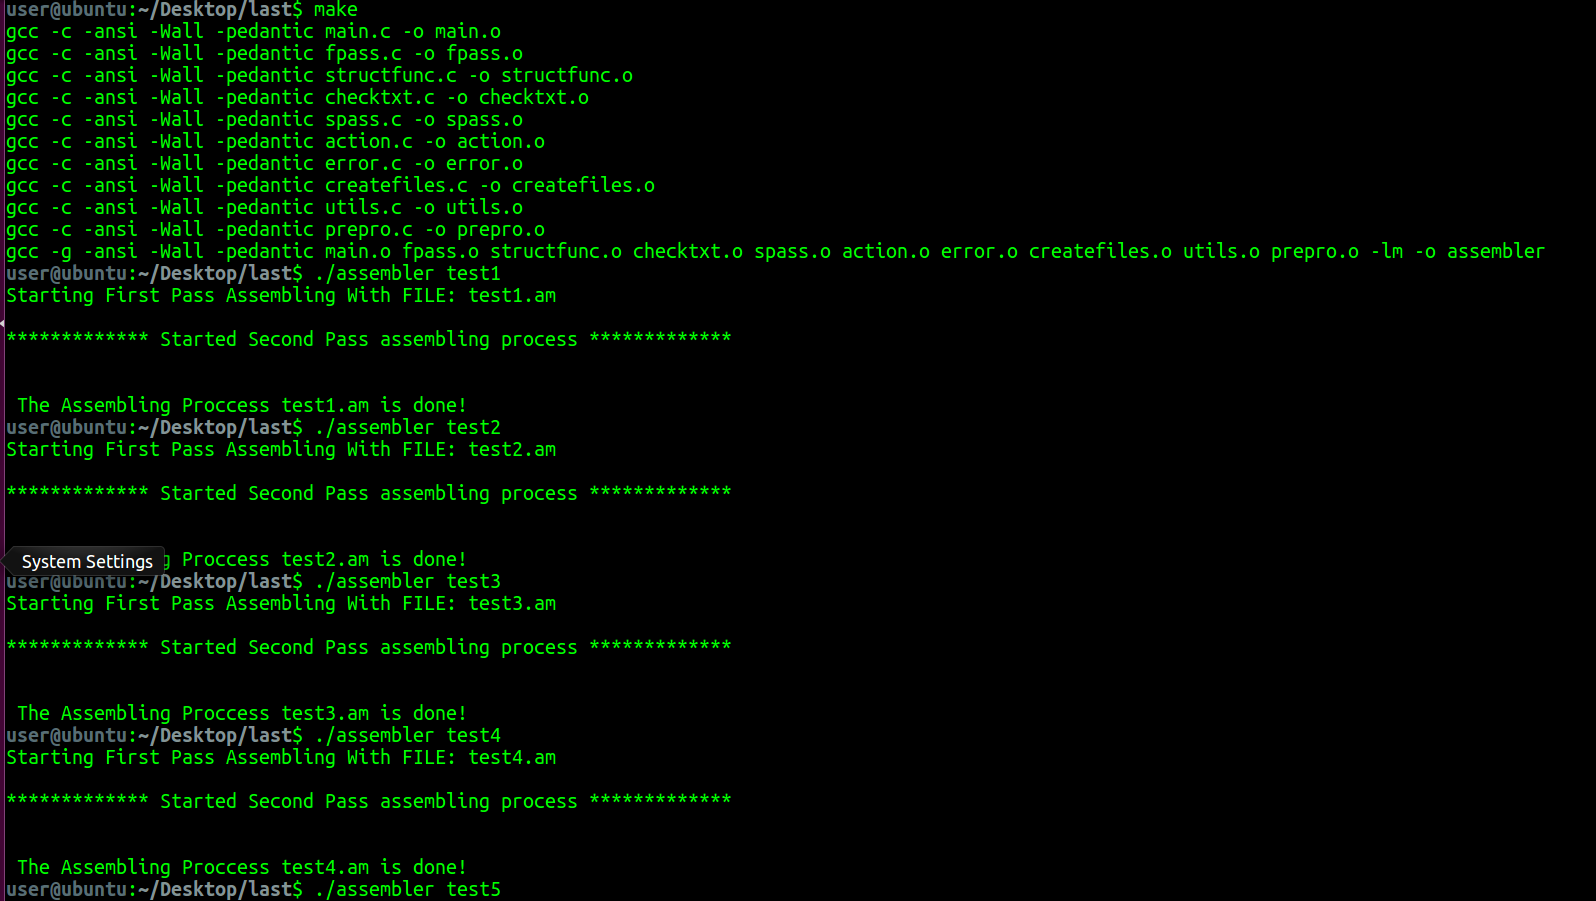 user@ubuntu:~/Desktop/last$ make
gcc -c -ansi -Wall -pedantic main.c -o main.o
gcc -c -ansi -Wall -pedantic fpass.c -o fpass.o
gcc -c -ansi -Wall -pedantic structfunc.c -o structfunc.o
gcc -c -ansi -Wall -pedantic checktxt.c -o checktxt.o
gcc -c -ansi -Wall -pedantic spass.c -o spass.o
gcc -c -ansi -Wall -pedantic action.c -o action.o
gcc -c -ansi -Wall -pedantic error.c -o error.o
gcc -c -ansi -Wall -pedantic createfiles.c -o createfiles.o
gcc -c -ansi -Wall -pedantic utils.c -o utils.o
gcc -c -ansi -Wall -pedantic prepro.c -o prepro.o
gcc -g -ansi -Wall -pedantic main.o fpass.o structfunc.o checktxt.o spass.o action.o error.o createfiles.o utils.o prepro.o -lm -o assembler
user@ubuntu:~/Desktop/last$ ./assembler test1
Starting First Pass Assembling With FILE: test1.am
************* Started Second Pass assembling process *************
The Assembling Proccess test1.am is done!
user@ubuntu:~/Desktop/last$ ./assembler test2
Starting First Pass Assembling With FILE: test2.am
************* Started Second Pass assembling process *************
System Settings g Proccess test2.am is done!
user@ubuntu:~/Desktop/last$ ./assembler test3
Starting First Pass Assembling With FILE: test3.am
************* Started Second Pass assembling process *************
The Assembling Proccess test3.am is done!
user@ubuntu:~/Desktop/last$ ./assembler test4
Starting First Pass Assembling With FILE: test4.am
************* Started Second Pass assembling process *************
The Assembling Proccess test4.am is done!
user@ubuntu:~/Desktop/last$ ./assembler test5